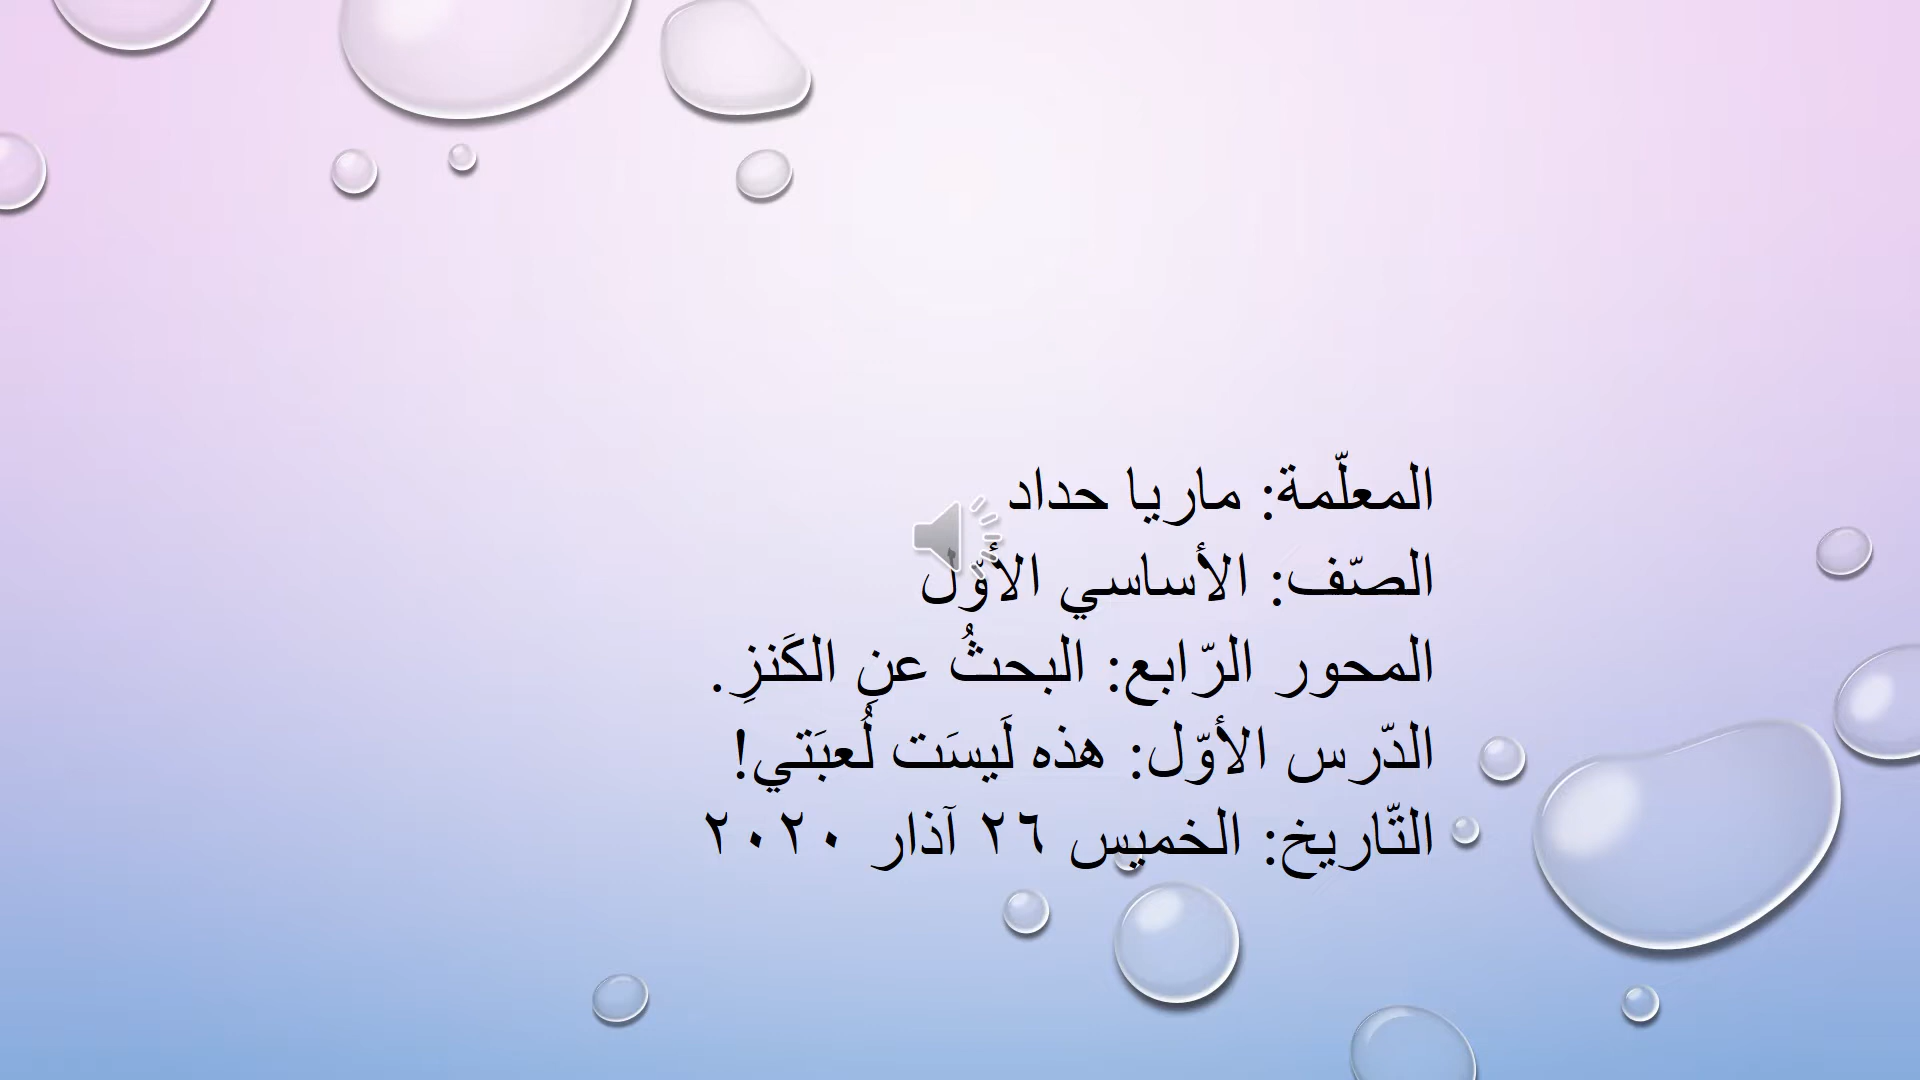 المعلّمة: ماريا حداد
الصّف: الأساسي الأوّل
المحور الرّابع: البحثُ عنِ الكَنزِ.
الدّرس الأوّل: هذه لَيسَت لُعبَتي!
التّاريخ: الخميس ٢٦ آذار ٢٠٢٠